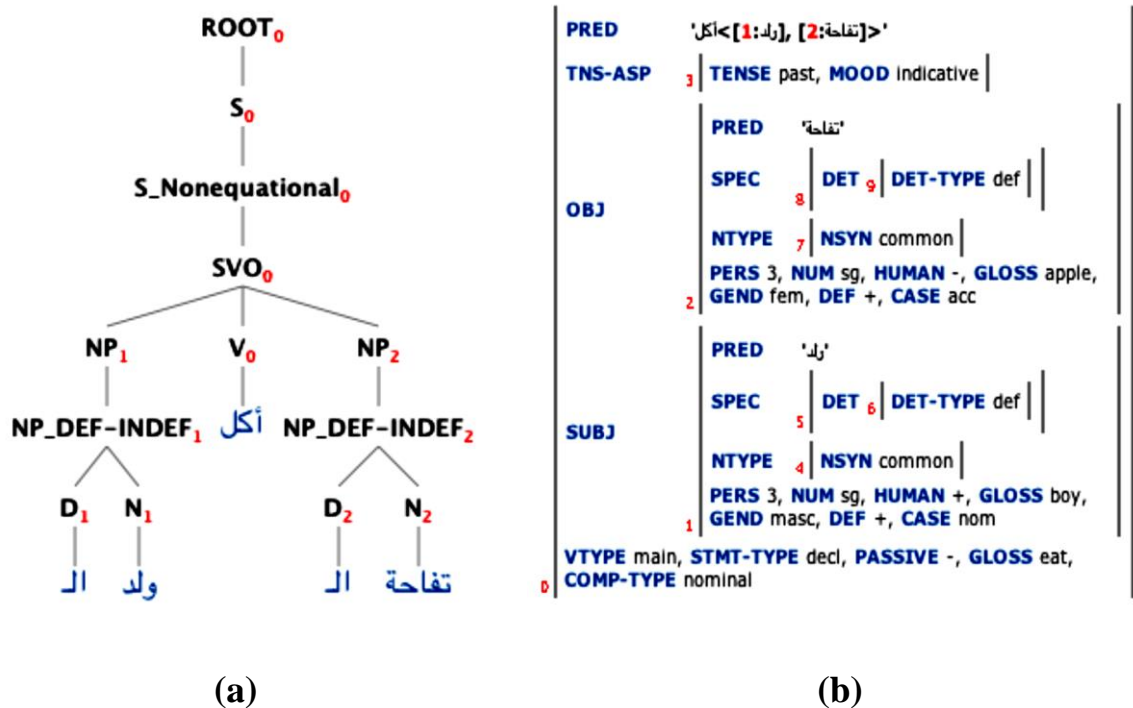 ROOT0
S0
S_Nonequational0
SVO0
NP1 V0 NP2
NP_DEF-INDEF1 أكل NP_DEF-INDEF2
D1 N1 D2 N2
الـ ولد الـ تفاحة
(a)
PRED 'أكل<[1:ولد], [2:تفاحة]>'
TNS-ASP 3 TENSE past, MOOD indicative
OBJ
PRED 'تفاحة'
SPEC 8 DET 9 DET-TYPE def
NTYPE 7 NSYN common
PERS 3, NUM sg, HUMAN -, GLOSS apple,
2 GEND fem, DEF +, CASE acc
SUBJ
PRED 'ولد'
SPEC 5 DET 6 DET-TYPE def
NTYPE 4 NSYN common
PERS 3, NUM sg, HUMAN +, GLOSS boy,
1 GEND masc, DEF +, CASE nom
VTYPE main, STMT-TYPE decl, PASSIVE -, GLOSS eat,
0 COMP-TYPE nominal
(b)